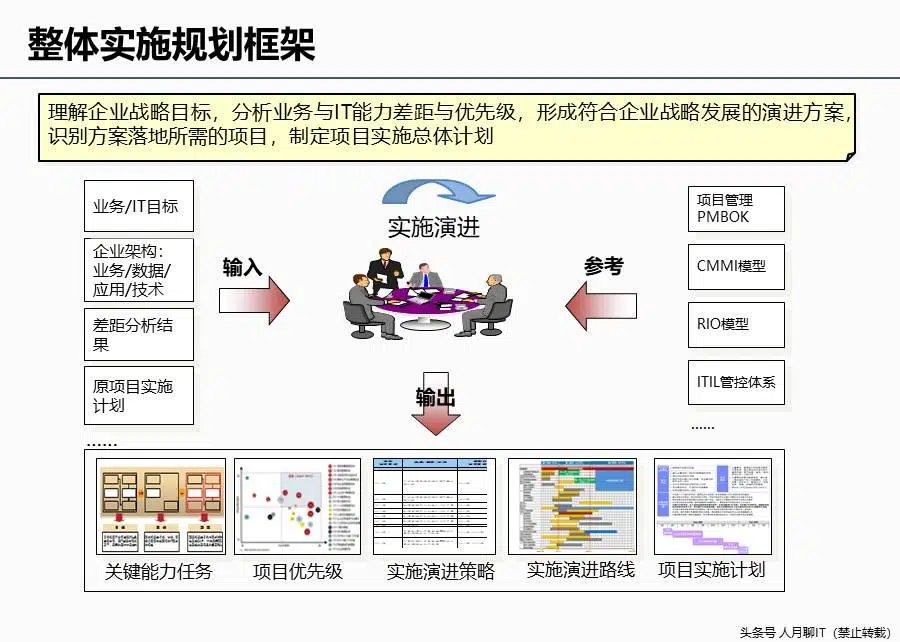 整体实施规划框架
理解企业战略目标，分析业务与IT能力差距与优先级，形成符合企业战略发展的演进方案，
识别方案落地所需的项目，制定项目实施总体计划
业务/IT目标
企业架构：
业务/数据/
应用/技术
差距分析结
果
原项目实施
计划
......
输入
实施演进
参考
输出
项目管理
PMBOK
CMMI模型
RIO模型
ITIL管控体系
......
关键能力任务
项目优先级
实施演进策略
实施演进路线
项目实施计划
头条号 人月聊IT（禁止转载）